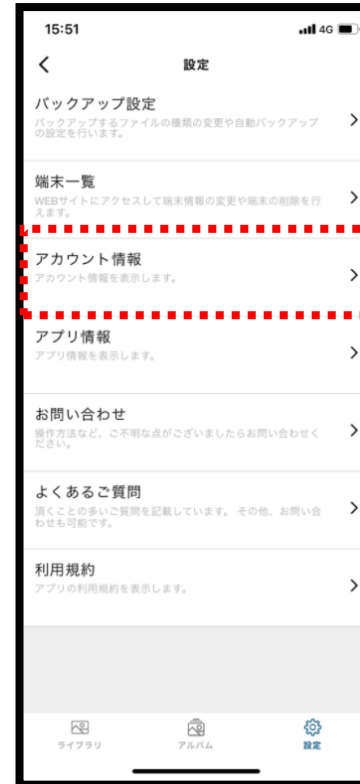 15:51
4G
設定
バックアップ設定
バックアップするファイルの種類の変更や自動バックアップ
の設定を行います。
端末一覧
WEBサイトにアクセスして端末情報の変更や端末の削除を行
えます。
アカウント情報
アカウント情報を表示します。
アプリ情報
アプリ情報を表示します。
お問い合わせ
操作方法など、ご不明な点がございましたらお問い合わせく
ださい。
よくあるご質問
頂くことの多いご質問を記載しています。 その他、お問い合
わせも可能です。
利用規約
アプリの利用規約を表示します。
ライブラリ
アルバム
設定